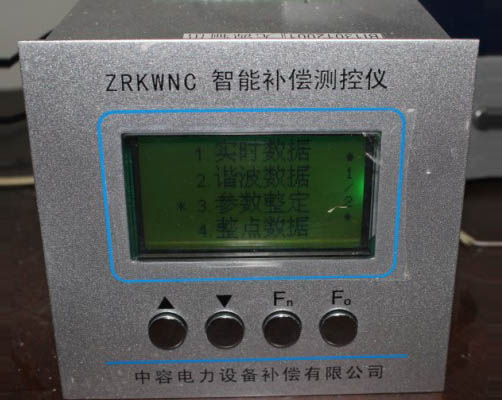 ZRKWNC 智能补偿测控仪
1 实时数据
2 谐波数据
* 3 参数整定
4 整点数据
1/2
▲ ▼ Fn Fo
中容电力设备补偿有限公司